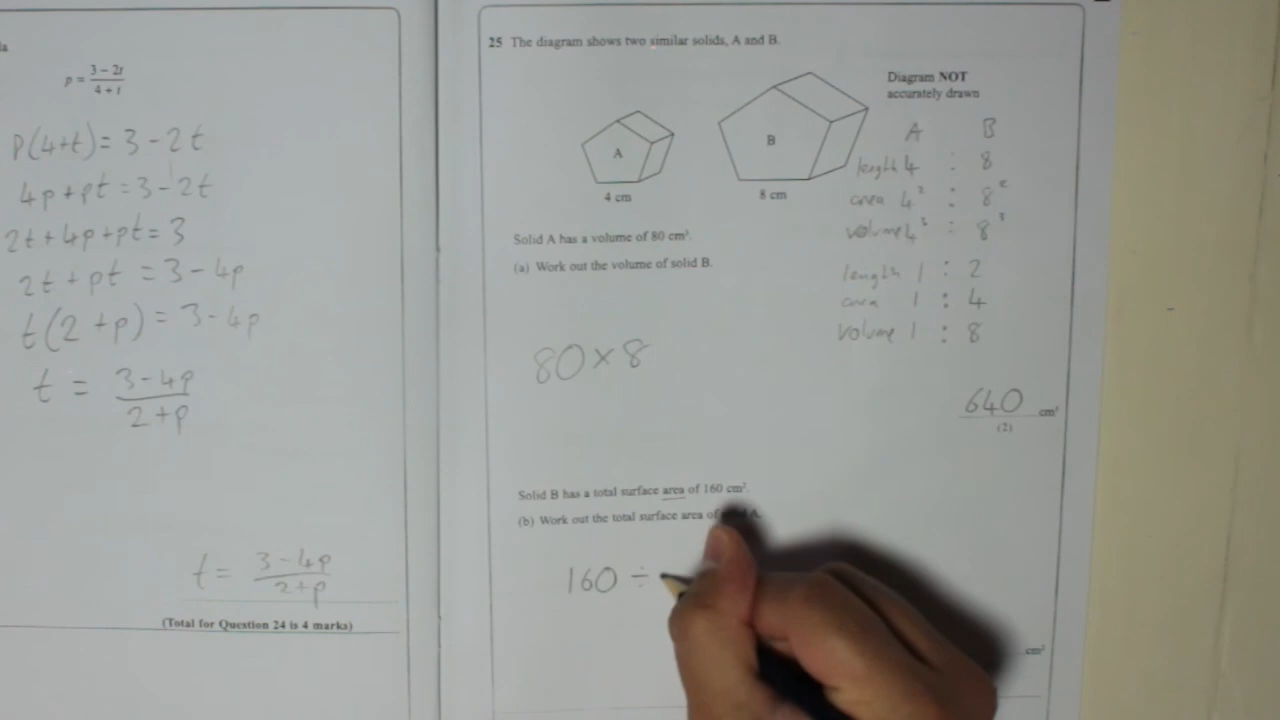 p = (3 − 2t)/(4 + t)
P(4+t) = 3 − 2t
4p + pt = 3 − 2t
2t + 4p + pt = 3
2t + pt = 3 − 4p
t(2 + p) = 3 − 4p
t = (3 − 4p)/(2 + p)
t = (3 − 4p)/(2 + p)
(Total for Question 24 is 4 marks)
25 The diagram shows two similar solids, A and B.
Diagram NOT
accurately drawn
A
B
4 cm
8 cm
A B
length 4 : 8
area 4² : 8²
volume 4³ : 8³
length 1 : 2
area 1 : 4
volume 1 : 8
Solid A has a volume of 80 cm³.
(a) Work out the volume of solid B.
80 × 8
640 cm³
(2)
Solid B has a total surface area of 160 cm².
(b) Work out the total surface area of A.
160 ÷
cm²